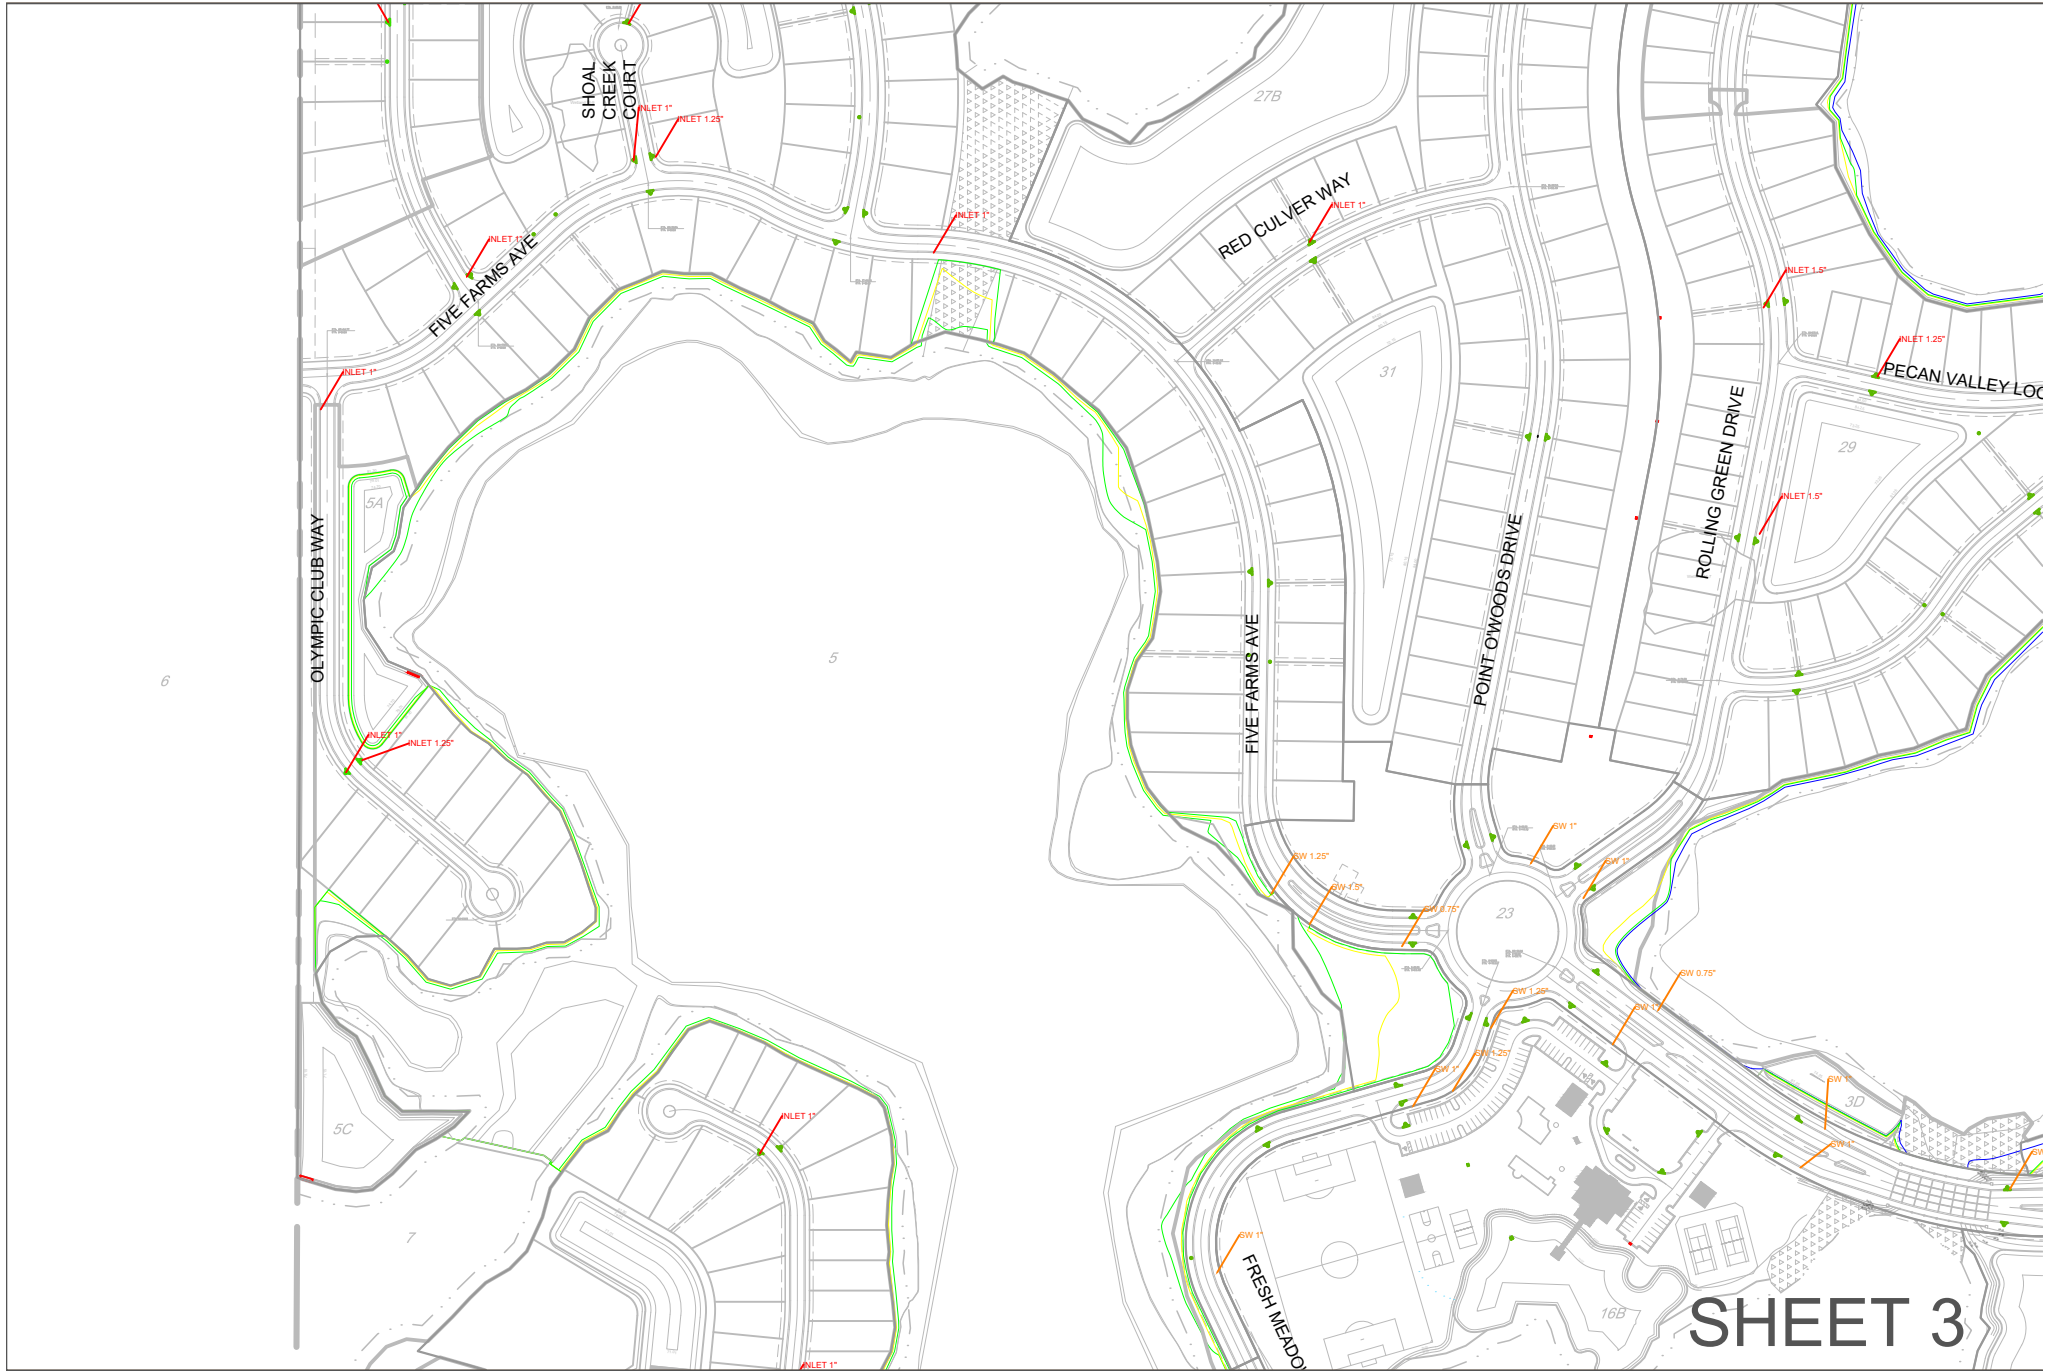 SHOAL
CREEK
COURT
27B
INLET 1"
INLET 1.25"
RED CULVER WAY
INLET 1"
INLET 1"
INLET 1"
FIVE FARMS AVE
INLET 1.5"
INLET 1.25"
PECAN VALLEY LOO
INLET 1"
31
ROLLING GREEN DRIVE
29
5A
INLET 1.5"
OLYMPIC CLUB WAY
POINT O'WOODS DRIVE
FIVE FARMS AVE
6
5
INLET 1"
INLET 1.25"
SW 1"
SW 1.25"
SW 1"
SW 1.5"
SW 0.75"
23
SW 0.75"
SW 1.25"
SW 1"
SW 1.25"
SW 1"
SW 1"
3D
INLET 1"
5C
SW 1"
SW
7
SW 1"
FRESH MEADOW
16B
SHEET 3
INLET 1"